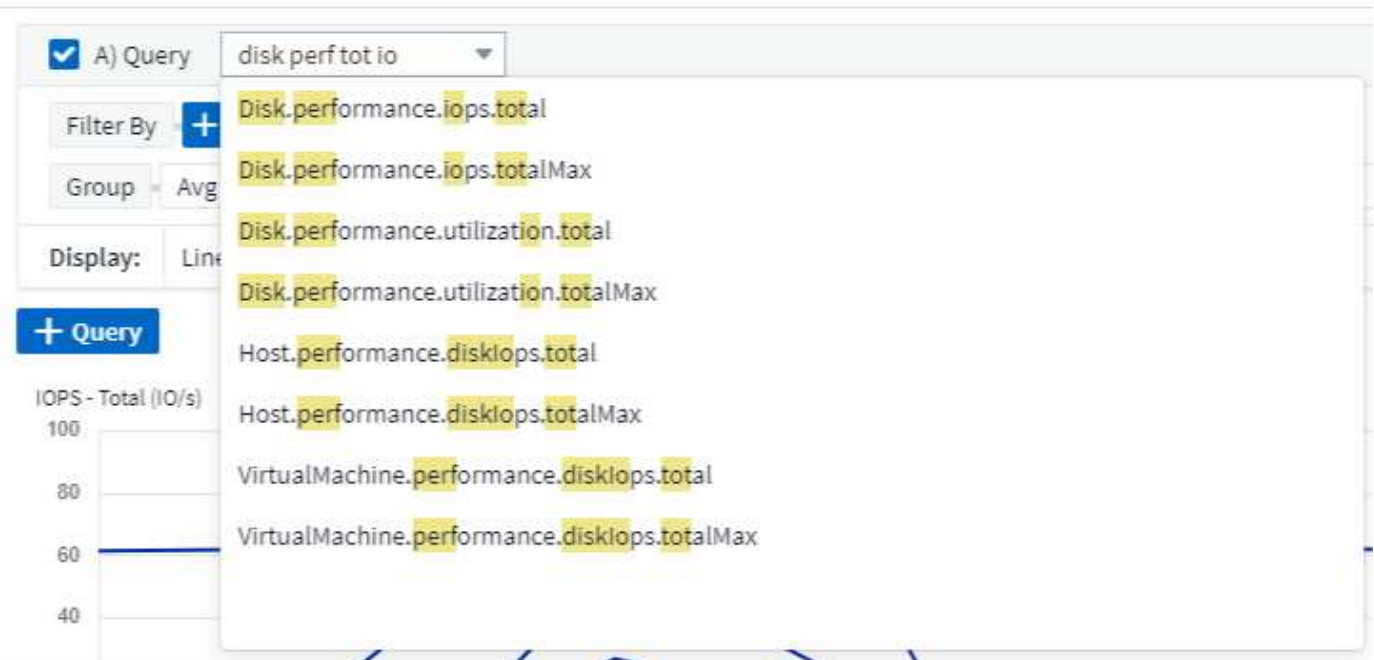 A) Query disk perf tot io
Disk.performance.iops.total
Filter By +
Disk.performance.iops.totalMax
Group Avg
Disk.performance.utilization.total
Display: Line
Disk.performance.utilization.totalMax
+ Query
Host.performance.diskIops.total
IOPS - Total (IO/s)
Host.performance.diskIops.totalMax
100
VirtualMachine.performance.diskIops.total
80
VirtualMachine.performance.diskIops.totalMax
60
40